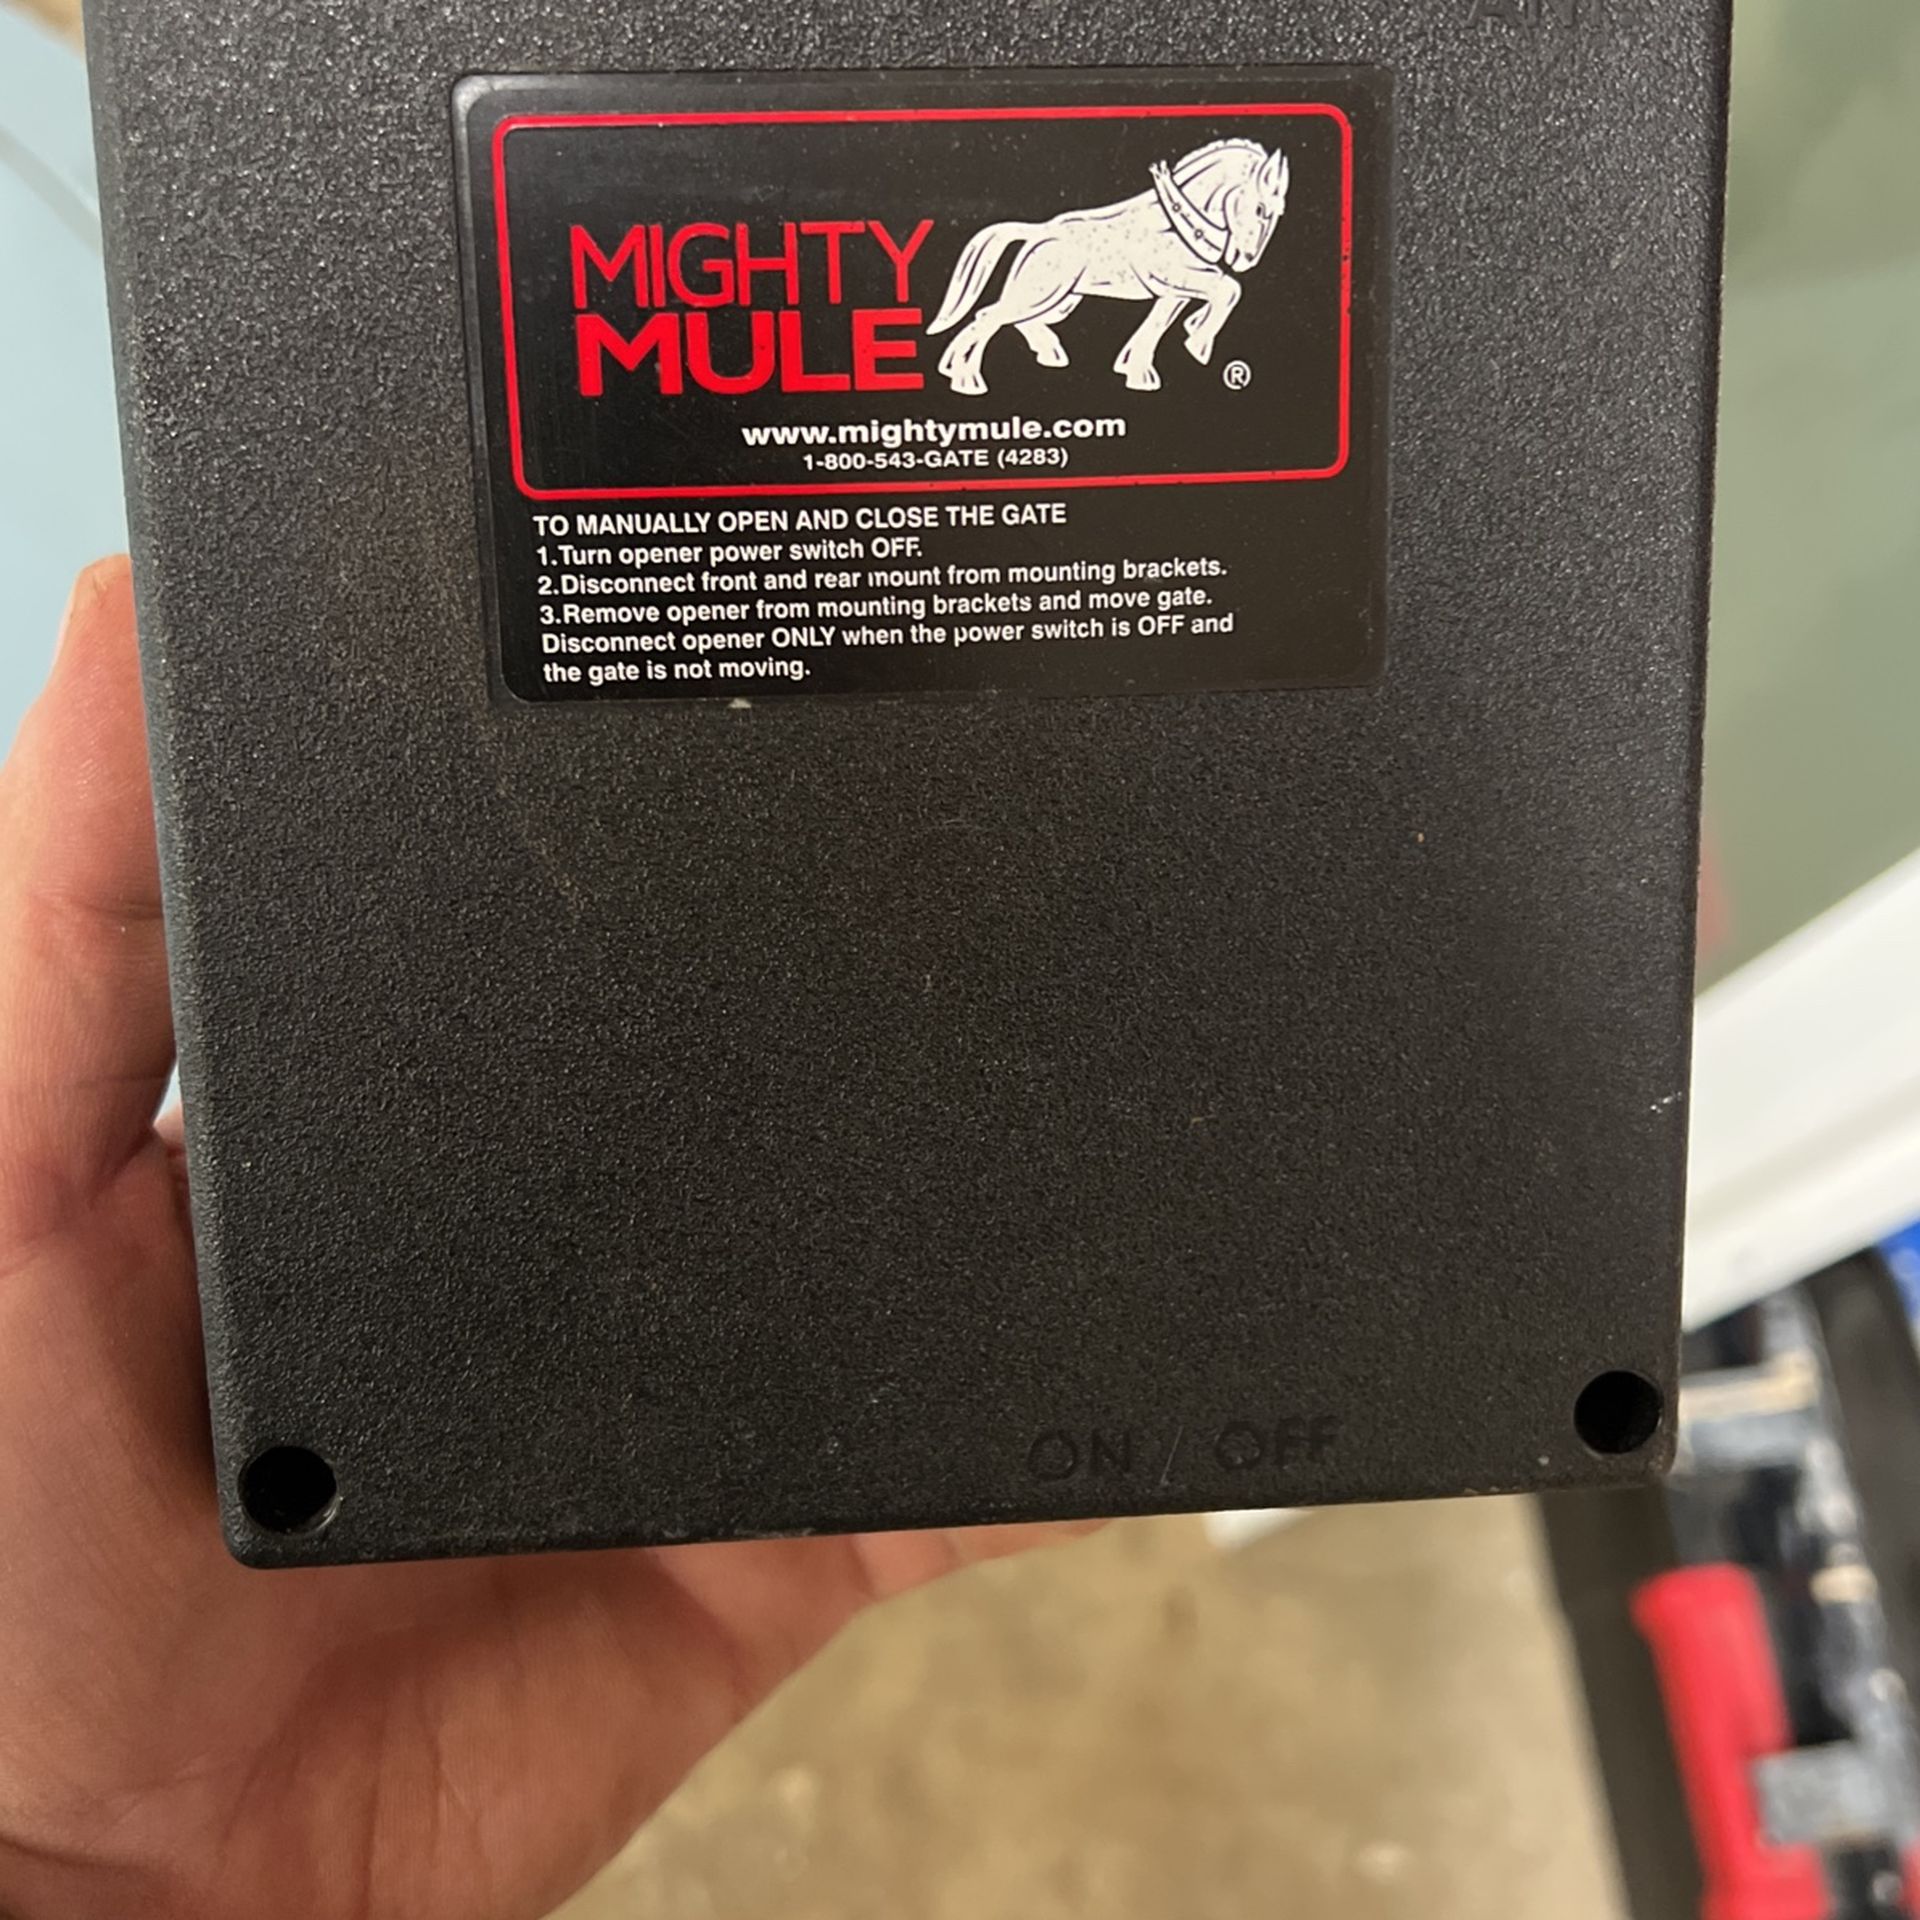 ANT.
MIGHTY
MULE
®
www.mightymule.com
1-800-543-GATE (4283)
TO MANUALLY OPEN AND CLOSE THE GATE
1.Turn opener power switch OFF.
2.Disconnect front and rear mount from mounting brackets.
3.Remove opener from mounting brackets and move gate.
Disconnect opener ONLY when the power switch is OFF and
the gate is not moving.
ON / OFF